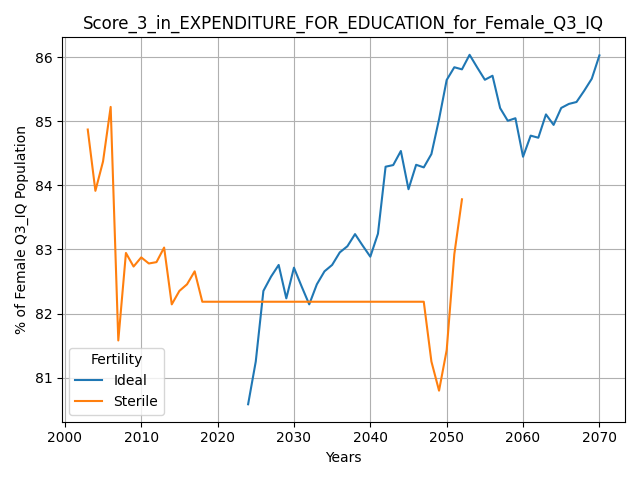 Score_3_in_EXPENDITURE_FOR_EDUCATION_for_Female_Q3_IQ
% of Female Q3_IQ Population
86
85
84
83
82
81
Fertility
Ideal
Sterile
2000 2010 2020 2030 2040 2050 2060 2070
Years